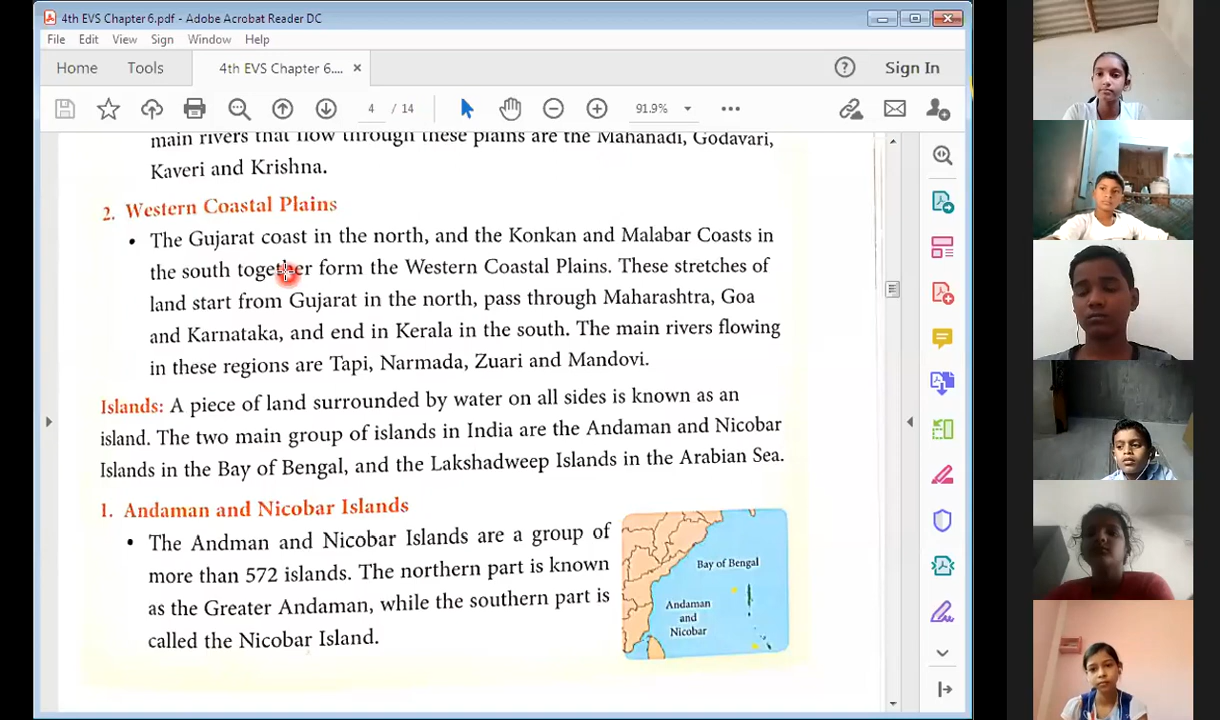 4th EVS Chapter 6.pdf - Adobe Acrobat Reader DC
File Edit View Sign Window Help
Home Tools 4th EVS Chapter 6.... × Sign In
4 / 14 91.9%
main rivers that flow through these plains are the Mahanadi, Godavari,
Kaveri and Krishna.
2. Western Coastal Plains
• The Gujarat coast in the north, and the Konkan and Malabar Coasts in
the south together form the Western Coastal Plains. These stretches of
land start from Gujarat in the north, pass through Maharashtra, Goa
and Karnataka, and end in Kerala in the south. The main rivers flowing
in these regions are Tapi, Narmada, Zuari and Mandovi.
Islands: A piece of land surrounded by water on all sides is known as an
island. The two main group of islands in India are the Andaman and Nicobar
Islands in the Bay of Bengal, and the Lakshadweep Islands in the Arabian Sea.
1. Andaman and Nicobar Islands
• The Andman and Nicobar Islands are a group of
more than 572 islands. The northern part is known
as the Greater Andaman, while the southern part is
called the Nicobar Island.
Bay of Bengal
Andaman
and
Nicobar